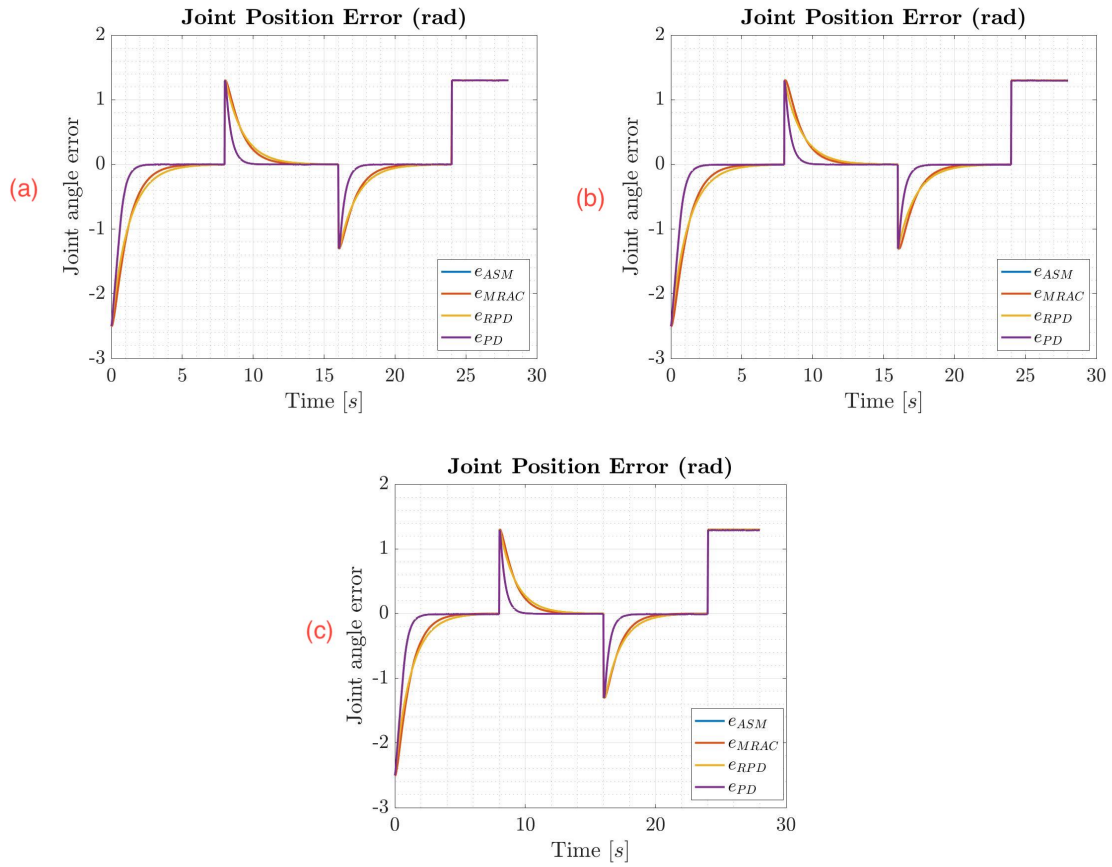 Joint Position Error (rad)
2
1
0
-1
-2
-3
Joint angle error
0
5
10
15
20
25
30
Time [s]
e_ASM
e_MRAC
e_RPD
e_PD
(a)
Joint Position Error (rad)
2
1
0
-1
-2
-3
Joint angle error
0
5
10
15
20
25
30
Time [s]
e_ASM
e_MRAC
e_RPD
e_PD
(b)
Joint Position Error (rad)
2
1
0
-1
-2
-3
Joint angle error
0
10
20
30
Time [s]
e_ASM
e_MRAC
e_RPD
e_PD
(c)